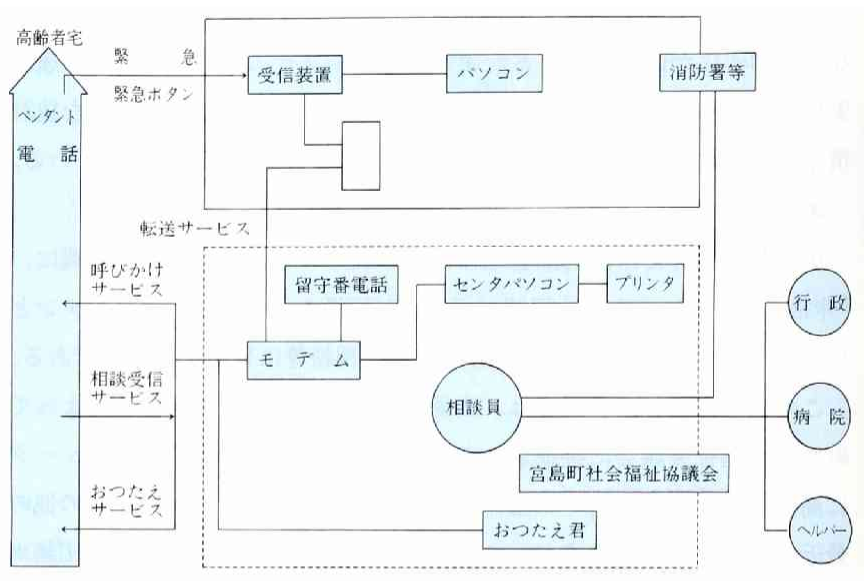 高齢者宅
緊 急
緊急ボタン
受信装置
パソコン
消防署等
ペンダント
電 話
転送サービス
呼びかけ
サービス
留守番電話
センタパソコン
プリンタ
行 政
モ デ ム
相談受信
サービス
相談員
病 院
宮島町社会福祉協議会
おつたえ
サービス
おつたえ君
ヘルパー